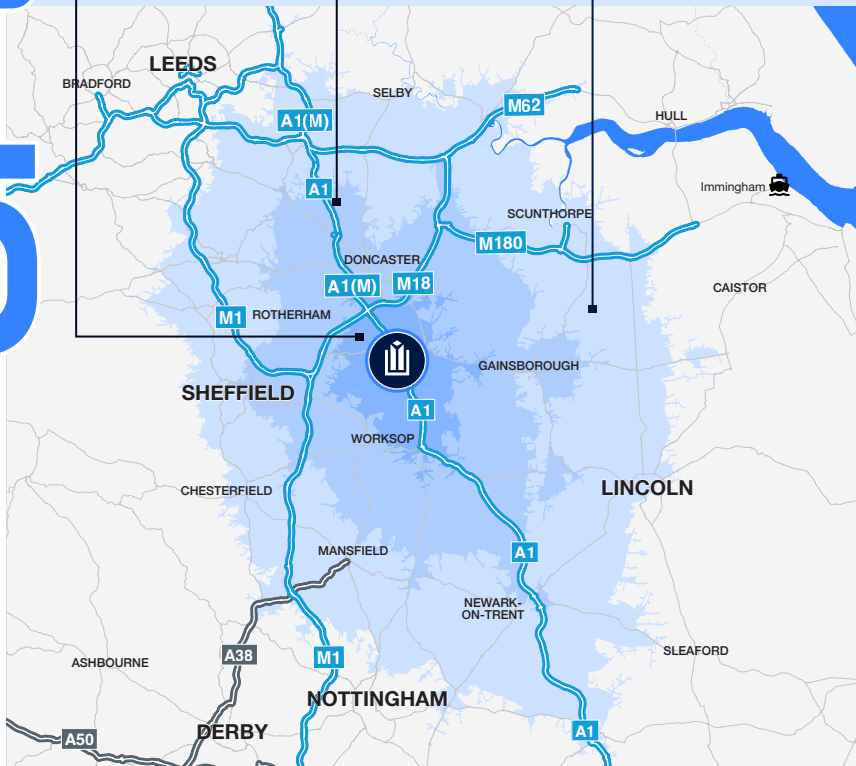 LEEDS
BRADFORD
SELBY
M62
A1(M)
HULL
A1
Immingham
SCUNTHORPE
M180
DONCASTER
A1(M)
M18
CAISTOR
M1
ROTHERHAM
GAINSBOROUGH
SHEFFIELD
A1
WORKSOP
CHESTERFIELD
LINCOLN
MANSFIELD
A1
NEWARK-
ON-TRENT
A38
M1
ASHBOURNE
SLEAFORD
NOTTINGHAM
DERBY
A50
A1